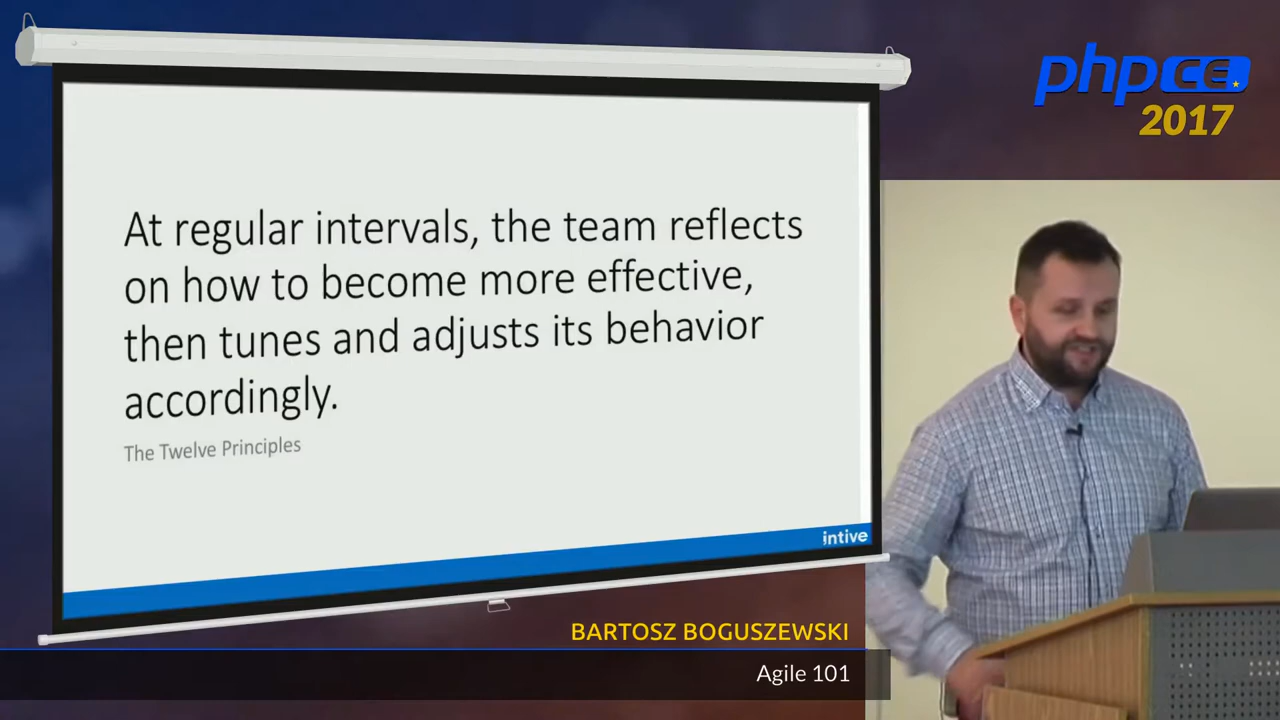 phpCE
2017
At regular intervals, the team reflects
on how to become more effective,
then tunes and adjusts its behavior
accordingly.
The Twelve Principles
intive
BARTOSZ BOGUSZEWSKI
Agile 101